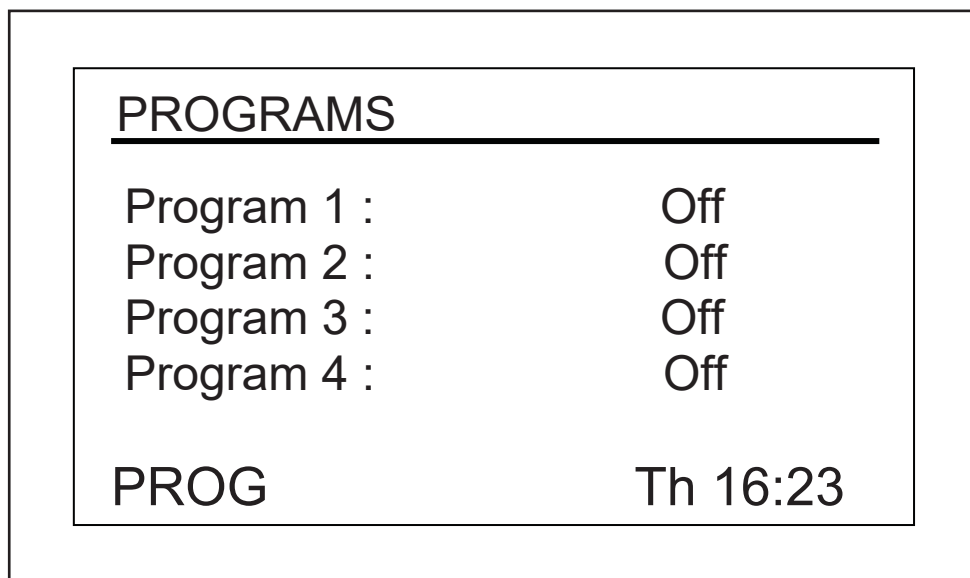 PROGRAMS
Program 1 : Off
Program 2 : Off
Program 3 : Off
Program 4 : Off
PROG Th 16:23